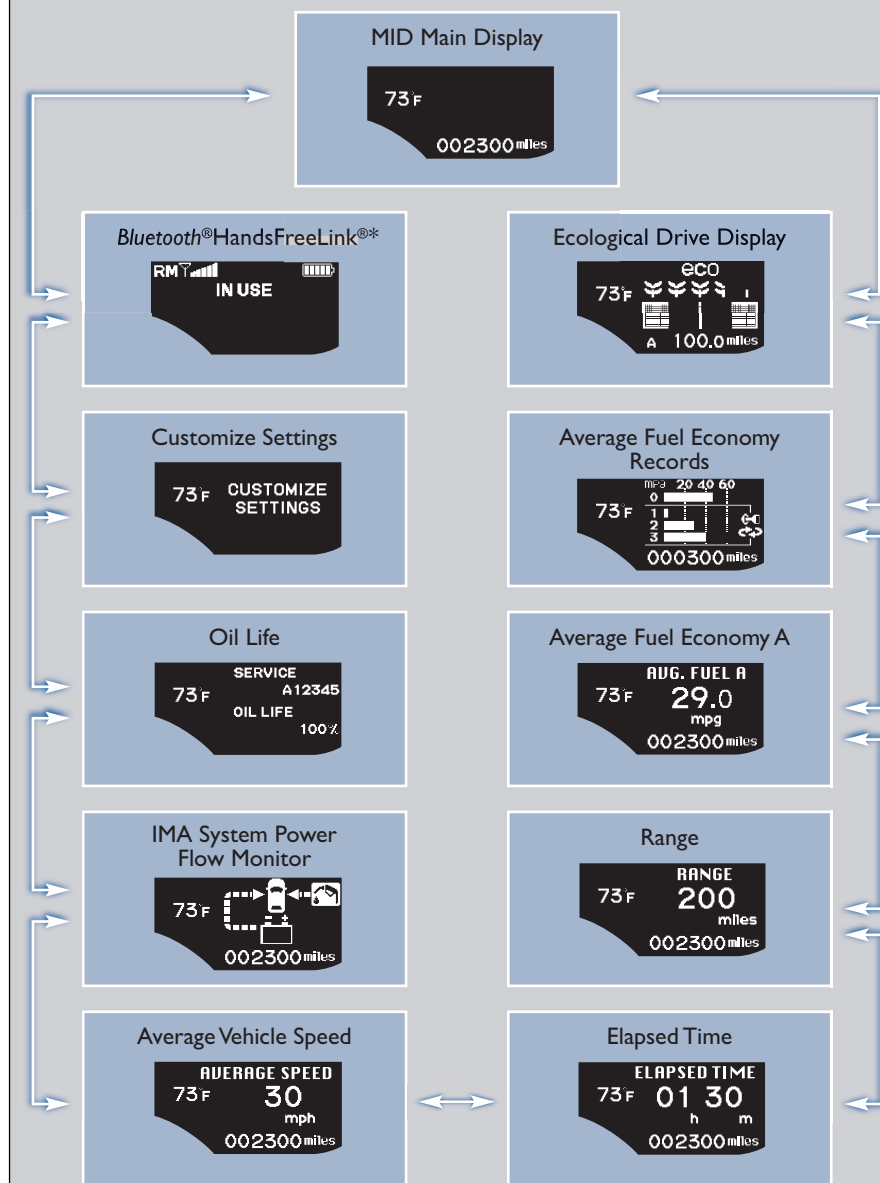 MID Main Display
73°F
002300 miles
Bluetooth®HandsFreeLink®*
RM
IN USE
Ecological Drive Display
eco
73°F
A 100.0 miles
Customize Settings
73°F CUSTOMIZE
SETTINGS
Average Fuel Economy
Records
mpg 20 40 60
0
73°F
1
2
3
000300 miles
Oil Life
SERVICE
A12345
73°F
OIL LIFE
100%
Average Fuel Economy A
AVG. FUEL A
73°F 29.0
mpg
002300 miles
IMA System Power
Flow Monitor
73°F
- +
002300 miles
Range
RANGE
73°F 200
miles
002300 miles
Average Vehicle Speed
AVERAGE SPEED
73°F 30
mph
002300 miles
Elapsed Time
ELAPSED TIME
73°F 01 30
h m
002300 miles